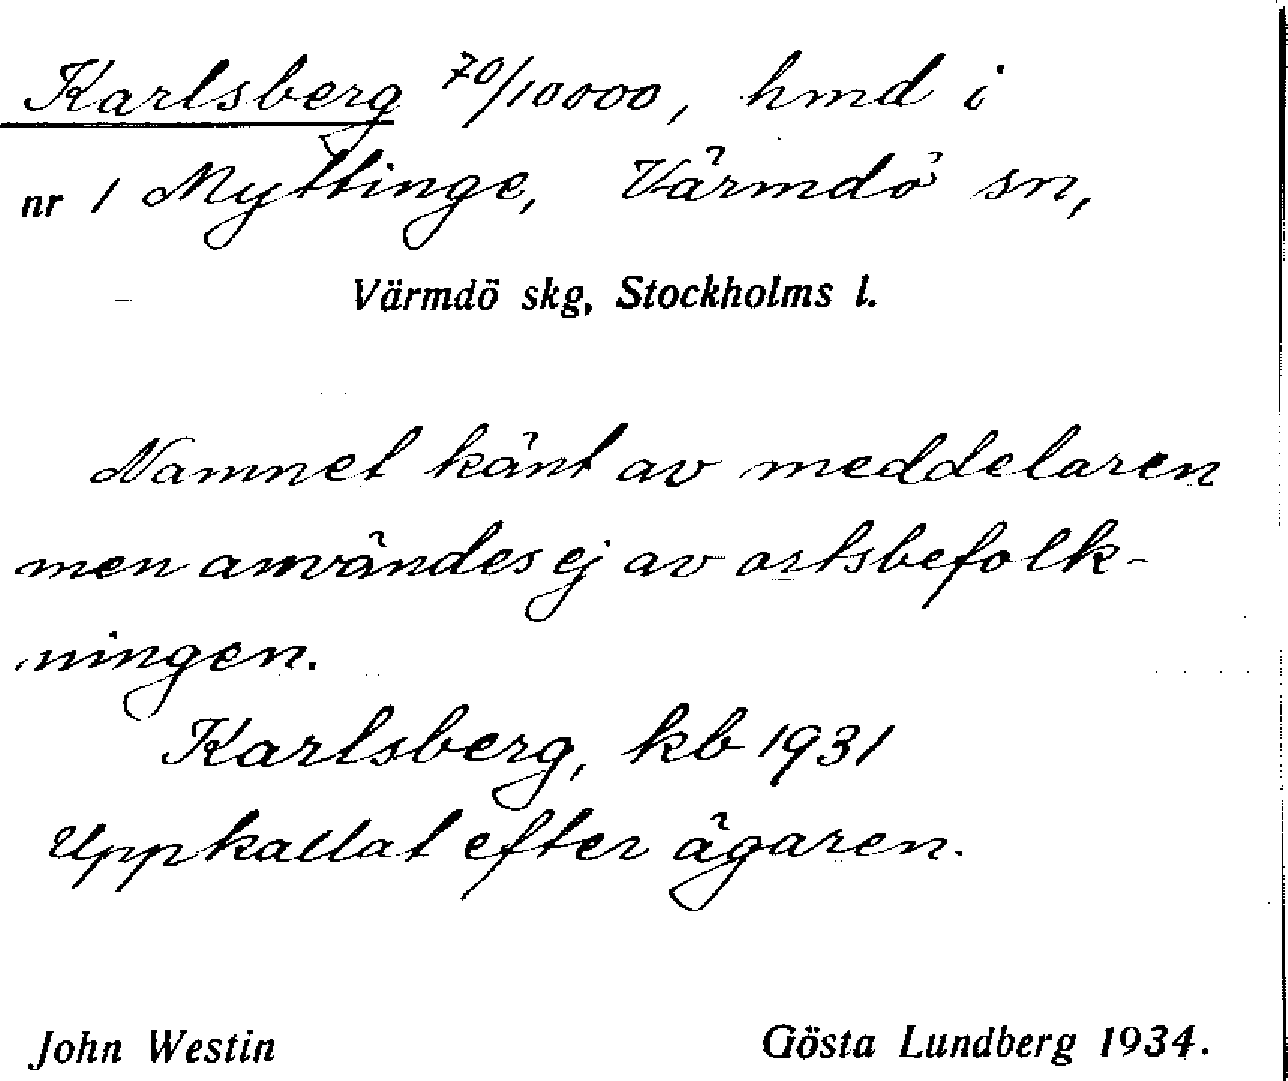 Karlsberg 70/10000, hmd i
nr 1 Myttinge, Värmdö sn,
Värmdö skg, Stockholms l.
Namnet känt av meddelaren
men användes ej av ortsbefolk-
ningen.
Karlsberg, kb 1931
Uppkallat efter ägaren.
John Westin Gösta Lundberg 1934.